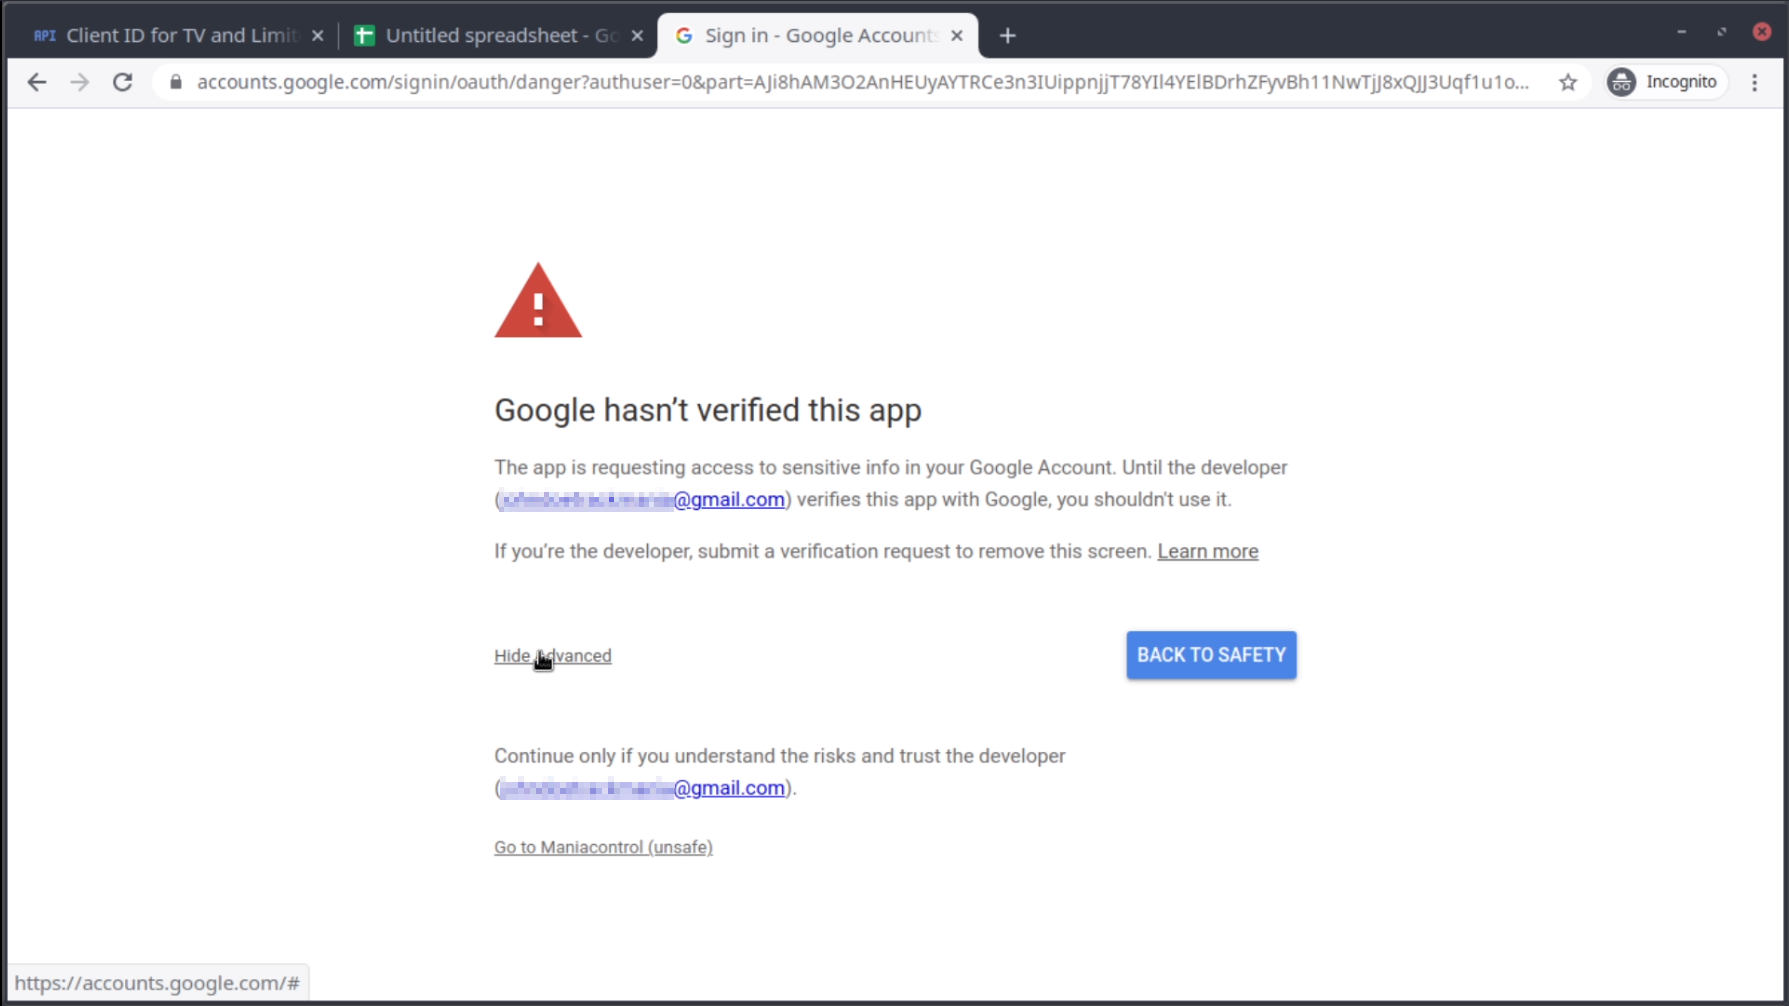 API Client ID for TV and Limit
Untitled spreadsheet - Go
Sign in - Google Accounts
accounts.google.com/signin/oauth/danger?authuser=0&part=AJi8hAM3O2AnHEUyAYTRCe3n3IUippnjjT78YIl4YElBDrhZFyvBh11NwTjJ8xQJJ3Uqf1u1o...
Incognito
Google hasn't verified this app
The app is requesting access to sensitive info in your Google Account. Until the developer
(@gmail.com) verifies this app with Google, you shouldn't use it.
If you're the developer, submit a verification request to remove this screen. Learn more
Hide Advanced
BACK TO SAFETY
Continue only if you understand the risks and trust the developer
(@gmail.com).
Go to Maniacontrol (unsafe)
https://accounts.google.com/#